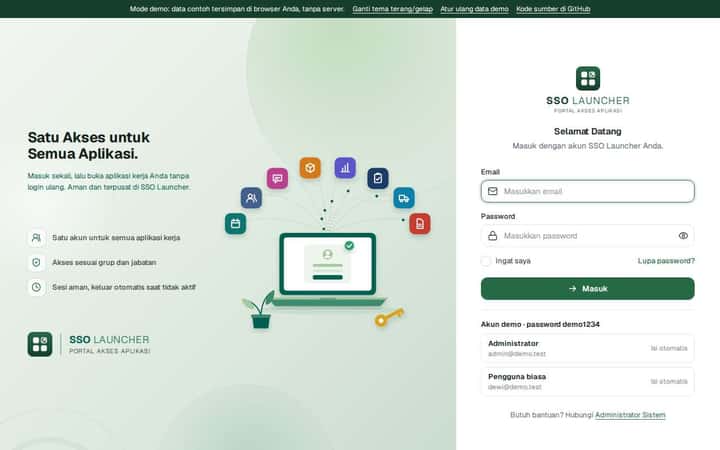 Mode demo: data contoh tersimpan di browser Anda, tanpa server. Ganti tema terang/gelap Atur ulang data demo Kode sumber di GitHub
Satu Akses untuk
Semua Aplikasi.
Masuk sekali, lalu buka aplikasi kerja Anda tanpa
login ulang. Aman dan terpusat di SSO Launcher.
Satu akun untuk semua aplikasi kerja
Akses sesuai grup dan jabatan
Sesi aman, keluar otomatis saat tidak aktif
SSO LAUNCHER
PORTAL AKSES APLIKASI
SSO LAUNCHER
PORTAL AKSES APLIKASI
Selamat Datang
Masuk dengan akun SSO Launcher Anda.
Email
Masukkan email
Password
Masukkan password
Ingat saya Lupa password?
Masuk
Akun demo · password demo1234
Administrator
admin@demo.test
Isi otomatis
Pengguna biasa
dewi@demo.test
Isi otomatis
Butuh bantuan? Hubungi Administrator Sistem